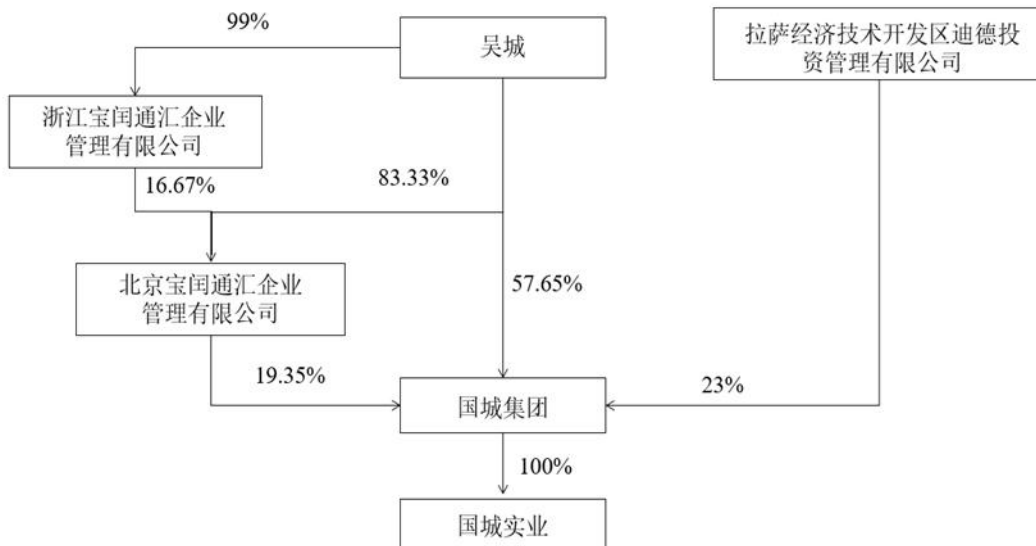 99%
吴城
拉萨经济技术开发区迪德投
资管理有限公司
浙江宝闰通汇企业
管理有限公司
16.67%
83.33%
北京宝闰通汇企业
管理有限公司
57.65%
19.35%
国城集团
23%
100%
国城实业